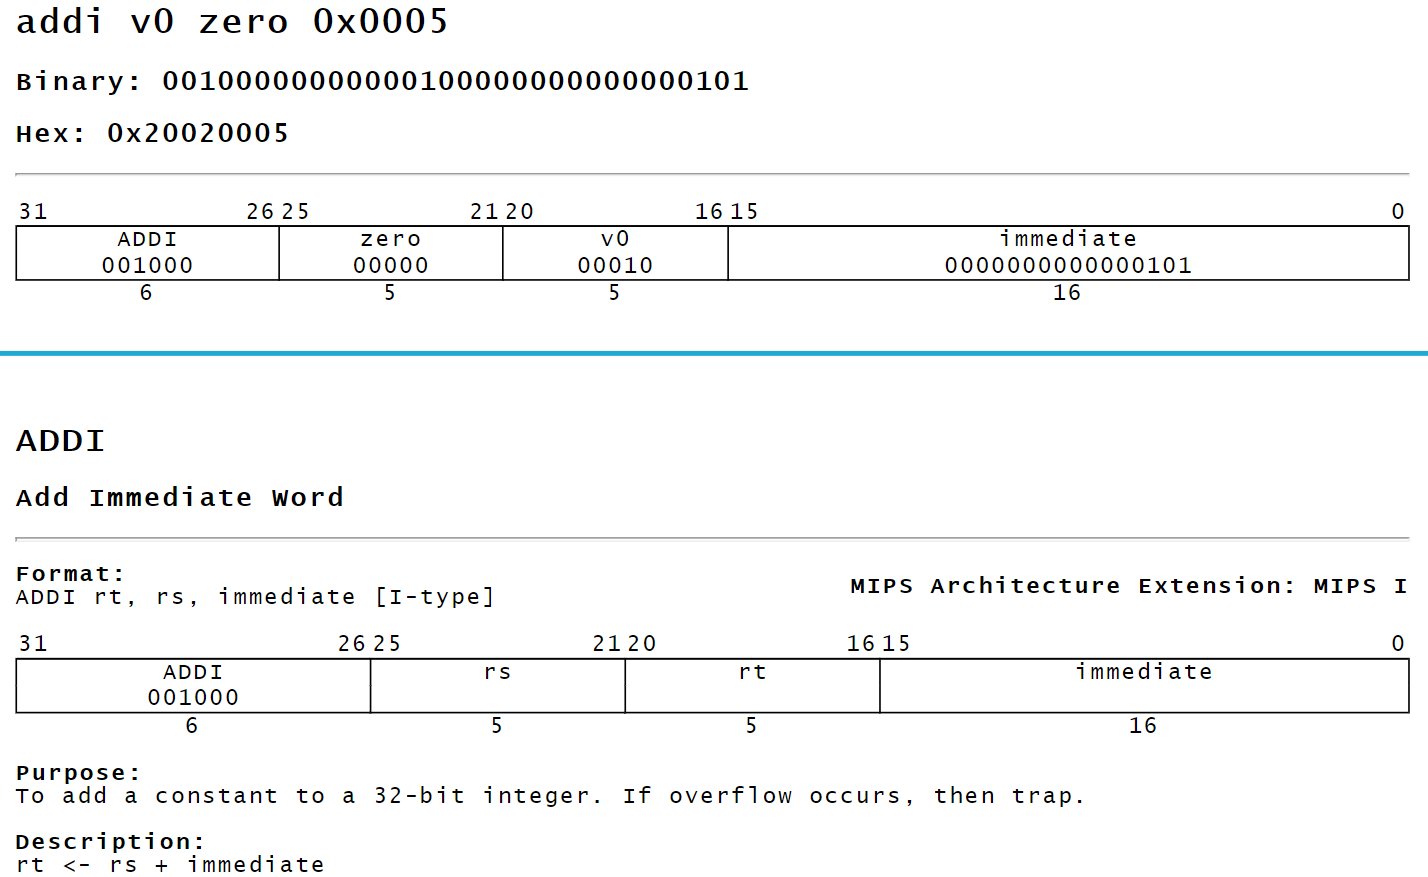 addi v0 zero 0x0005
Binary: 00100000000000100000000000000101
Hex: 0x20020005
31 26 25 21 20 16 15 0
ADDI zero v0 immediate
001000 00000 00010 0000000000000101
6 5 5 16
ADDI
Add Immediate Word
Format:
ADDI rt, rs, immediate [I-type]
MIPS Architecture Extension: MIPS I
31 26 25 21 20 16 15 0
ADDI rs rt immediate
001000
6 5 5 16
Purpose:
To add a constant to a 32-bit integer. If overflow occurs, then trap.
Description:
rt <- rs + immediate